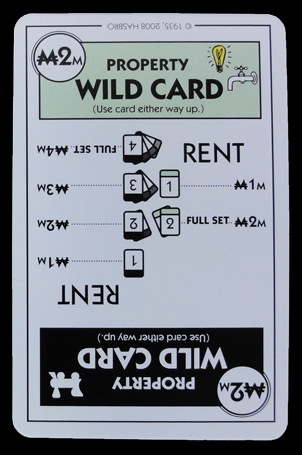 © 1935, 2008 HASBRO
₩2M
PROPERTY
WILD CARD
(Use card either way up.)
RENT
1 ₩1M
2 FULL SET ₩2M
RENT
1 ₩1M
2 ₩2M
3 ₩3M
4 FULL SET ₩4M
₩2M
PROPERTY
WILD CARD
(Use card either way up.)